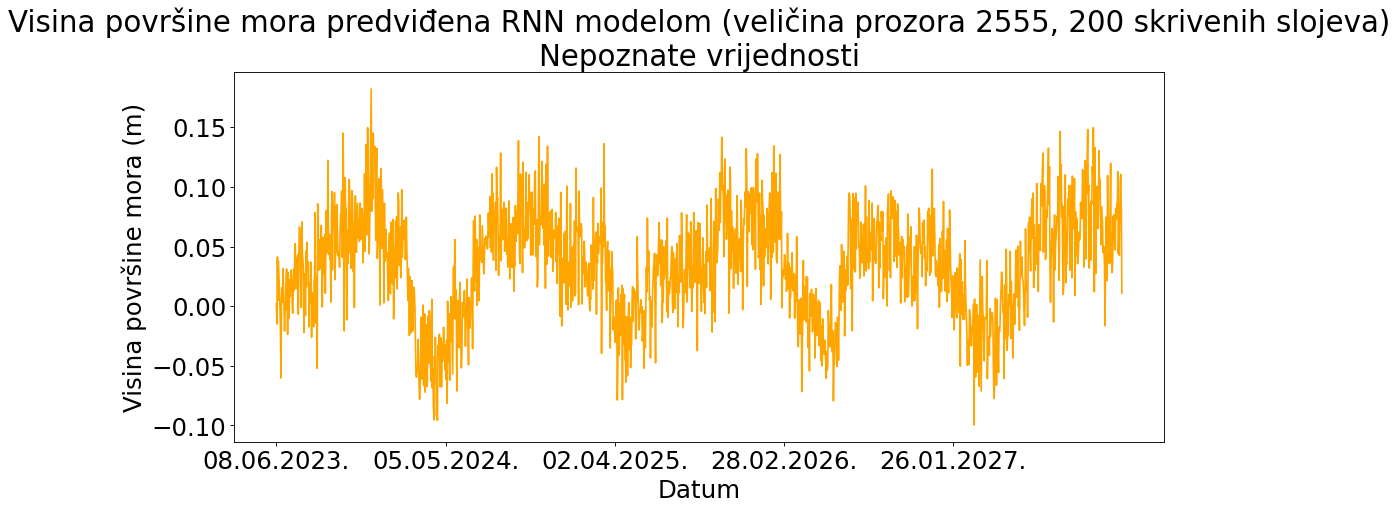 Visina površine mora predviđena RNN modelom (veličina prozora 2555, 200 skrivenih slojeva)
Nepoznate vrijednosti
Visina površine mora (m)
0.15
0.10
0.05
0.00
−0.05
−0.10
08.06.2023. 05.05.2024. 02.04.2025. 28.02.2026. 26.01.2027.
Datum